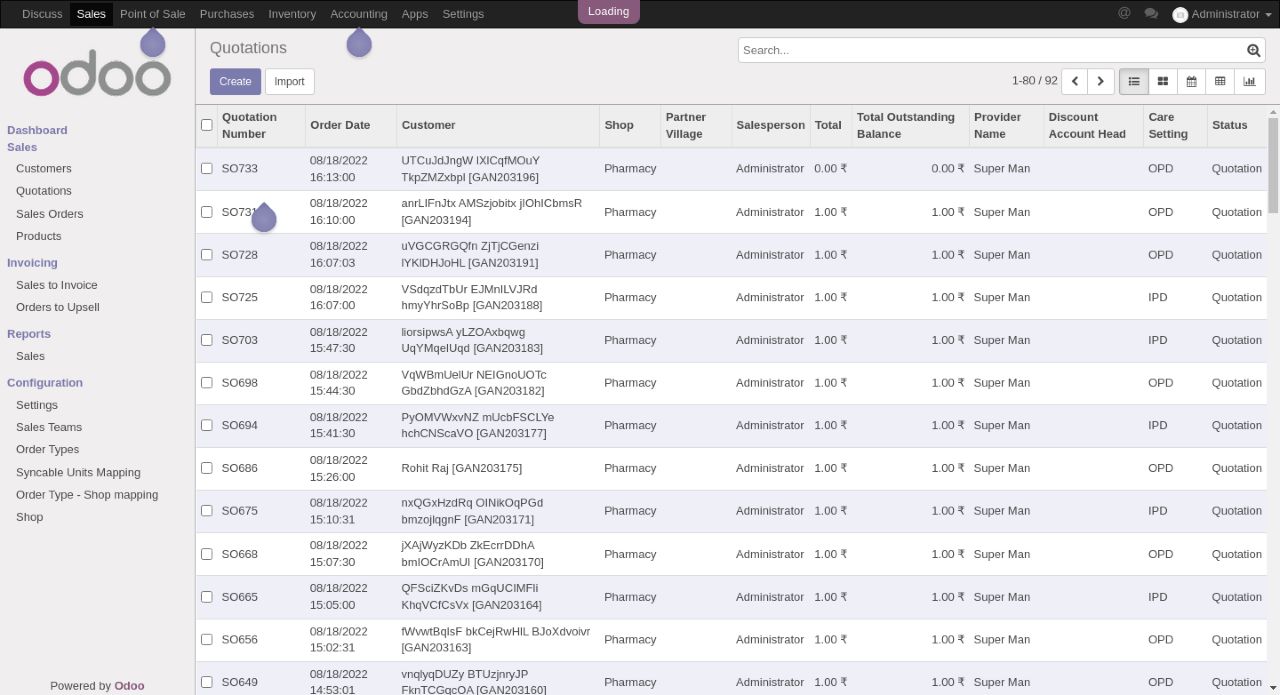 Discuss Sales Point of Sale Purchases Inventory Accounting Apps Settings Loading @ Administrator
odoo
Quotations Search...
Create Import 1-80 / 92
Dashboard
Sales
Customers
Quotations
Sales Orders
Products
Invoicing
Sales to Invoice
Orders to Upsell
Reports
Sales
Configuration
Settings
Sales Teams
Order Types
Syncable Units Mapping
Order Type - Shop mapping
Shop
Powered by Odoo
Quotation Number Order Date Customer Shop Partner Village Salesperson Total Total Outstanding Balance Provider Name Discount Account Head Care Setting Status
SO733 08/18/2022 16:13:00 UTCuJdJngW lXlCqfMOuY TkpZMZxbpl [GAN203196] Pharmacy Administrator 0.00 ₹ 0.00 ₹ Super Man OPD Quotation
SO731 08/18/2022 16:10:00 anrLIFnJtx AMSzjobitx jIOhICbmsR [GAN203194] Pharmacy Administrator 1.00 ₹ 1.00 ₹ Super Man OPD Quotation
SO728 08/18/2022 16:07:03 uVGCGRGQfn ZjTjCGenzi lYKlDHJoHL [GAN203191] Pharmacy Administrator 1.00 ₹ 1.00 ₹ Super Man OPD Quotation
SO725 08/18/2022 16:07:00 VSdqzdTbUr EJMnlLVJRd hmyYhrSoBp [GAN203188] Pharmacy Administrator 1.00 ₹ 1.00 ₹ Super Man IPD Quotation
SO703 08/18/2022 15:47:30 liorsipwsA yLZOAxbqwg UqYMqeIUqd [GAN203183] Pharmacy Administrator 1.00 ₹ 1.00 ₹ Super Man IPD Quotation
SO698 08/18/2022 15:44:30 VqWBmUelUr NEIGnoUOTc GbdZbhdGzA [GAN203182] Pharmacy Administrator 1.00 ₹ 1.00 ₹ Super Man OPD Quotation
SO694 08/18/2022 15:41:30 PyOMVWxvNZ mUcbFSCLYe hchCNScaVO [GAN203177] Pharmacy Administrator 1.00 ₹ 1.00 ₹ Super Man IPD Quotation
SO686 08/18/2022 15:26:00 Rohit Raj [GAN203175] Pharmacy Administrator 1.00 ₹ 1.00 ₹ Super Man OPD Quotation
SO675 08/18/2022 15:10:31 nxQGxHzdRq OINikOqPGd bmzojlqgnF [GAN203171] Pharmacy Administrator 1.00 ₹ 1.00 ₹ Super Man IPD Quotation
SO668 08/18/2022 15:07:30 jXAjWyzKDb ZkEcrrDDhA bmIOCrAmUI [GAN203170] Pharmacy Administrator 1.00 ₹ 1.00 ₹ Super Man OPD Quotation
SO665 08/18/2022 15:05:00 QFSciZKvDs mGqUCIMFli KhqVCfCsVx [GAN203164] Pharmacy Administrator 1.00 ₹ 1.00 ₹ Super Man IPD Quotation
SO656 08/18/2022 15:02:31 fWvwtBqlsF bkCejRwHlL BJoXdvoivr [GAN203163] Pharmacy Administrator 1.00 ₹ 1.00 ₹ Super Man OPD Quotation
SO649 08/18/2022 14:53:01 vnqlyqDUZy BTUzjnryJP FknTCGqcOA [GAN203160] Pharmacy Administrator 1.00 ₹ 1.00 ₹ Super Man OPD Quotation